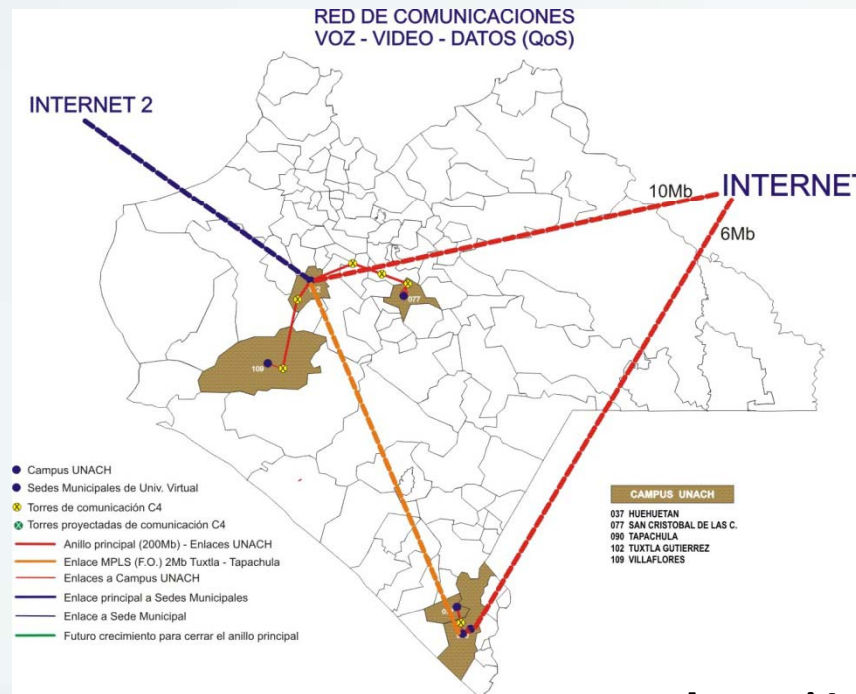 RED DE COMUNICACIONES
VOZ - VIDEO - DATOS (QoS)
INTERNET 2
10Mb
INTERNET
6Mb
077
109
Campus UNACH
Sedes Municipales de Univ. Virtual
Torres de comunicación C4
Torres proyectadas de comunicación C4
Anillo principal (200Mb) - Enlaces UNACH
Enlace MPLS (F.O.) 2Mb Tuxtla - Tapachula
Enlaces a Campus UNACH
Enlace principal a Sedes Municipales
Enlace a Sede Municipal
Futuro crecimiento para cerrar el anillo principal
CAMPUS UNACH
037 HUEHUETAN
077 SAN CRISTOBAL DE LAS C.
090 TAPACHULA
102 TUXTLA GUTIERREZ
109 VILLAFLORES